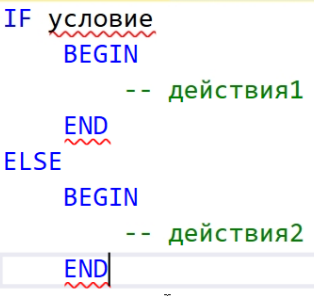 IF условие
BEGIN
-- действия1
END
ELSE
BEGIN
-- действия2
END